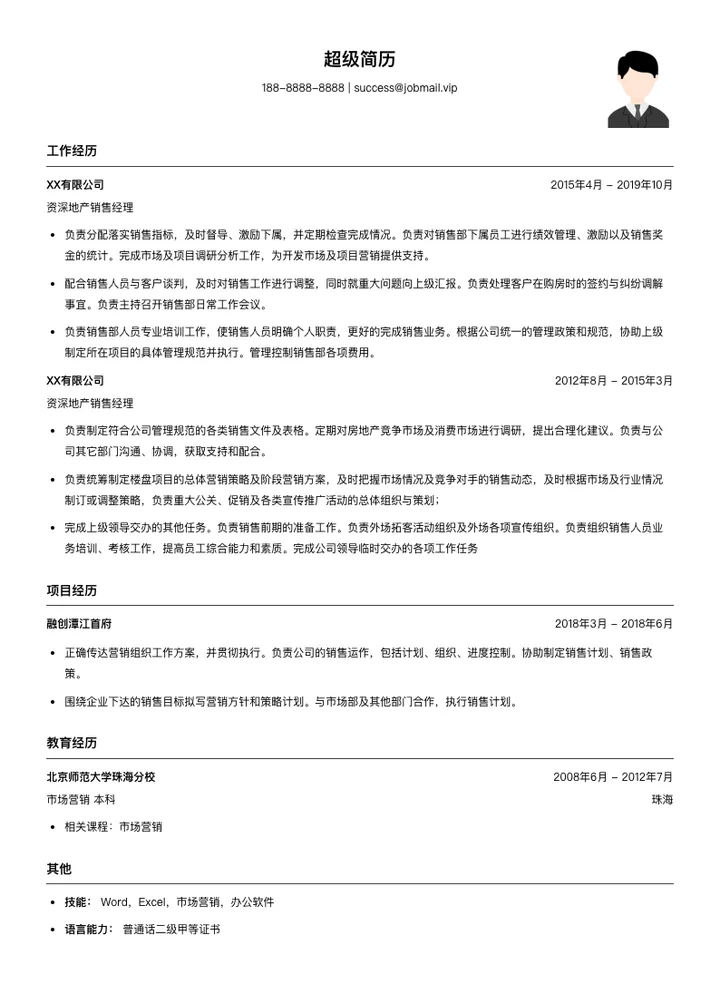 超级简历
188-8888-8888 | success@jobmail.vip
工作经历
XX有限公司 2015年4月 – 2019年10月
资深地产销售经理
• 负责分配落实销售指标，及时督导、激励下属，并定期检查完成情况。负责对销售部下属员工进行绩效管理、激励以及销售奖
金的统计。完成市场及项目调研分析工作，为开发市场及项目营销提供支持。
• 配合销售人员与客户谈判，及时对销售工作进行调整，同时就重大问题向上级汇报。负责处理客户在购房时的签约与纠纷调解
事宜。负责主持召开销售部日常工作会议。
• 负责销售部人员专业培训工作，使销售人员明确个人职责，更好的完成销售业务。根据公司统一的管理政策和规范，协助上级
制定所在项目的具体管理规范并执行。管理控制销售部各项费用。
XX有限公司 2012年8月 – 2015年3月
资深地产销售经理
• 负责制定符合公司管理规范的各类销售文件及表格。定期对房地产竞争市场及消费市场进行调研，提出合理化建议。负责与公
司其它部门沟通、协调，获取支持和配合。
• 负责统筹制定楼盘项目的总体营销策略及阶段营销方案，及时把握市场情况及竞争对手的销售动态，及时根据市场及行业情况
制订或调整策略，负责重大公关、促销及各类宣传推广活动的总体组织与策划；
• 完成上级领导交办的其他任务。负责销售前期的准备工作。负责外场拓客活动组织及外场各项宣传组织。负责组织销售人员业
务培训、考核工作，提高员工综合能力和素质。完成公司领导临时交办的各项工作任务
项目经历
融创潭江首府 2018年3月 – 2018年6月
• 正确传达营销组织工作方案，并贯彻执行。负责公司的销售运作，包括计划、组织、进度控制。协助制定销售计划、销售政
策。
• 围绕企业下达的销售目标拟写营销方针和策略计划。与市场部及其他部门合作，执行销售计划。
教育经历
北京师范大学珠海分校 2008年6月 – 2012年7月
市场营销 本科 珠海
• 相关课程：市场营销
其他
• 技能： Word，Excel，市场营销，办公软件
• 语言能力： 普通话二级甲等证书